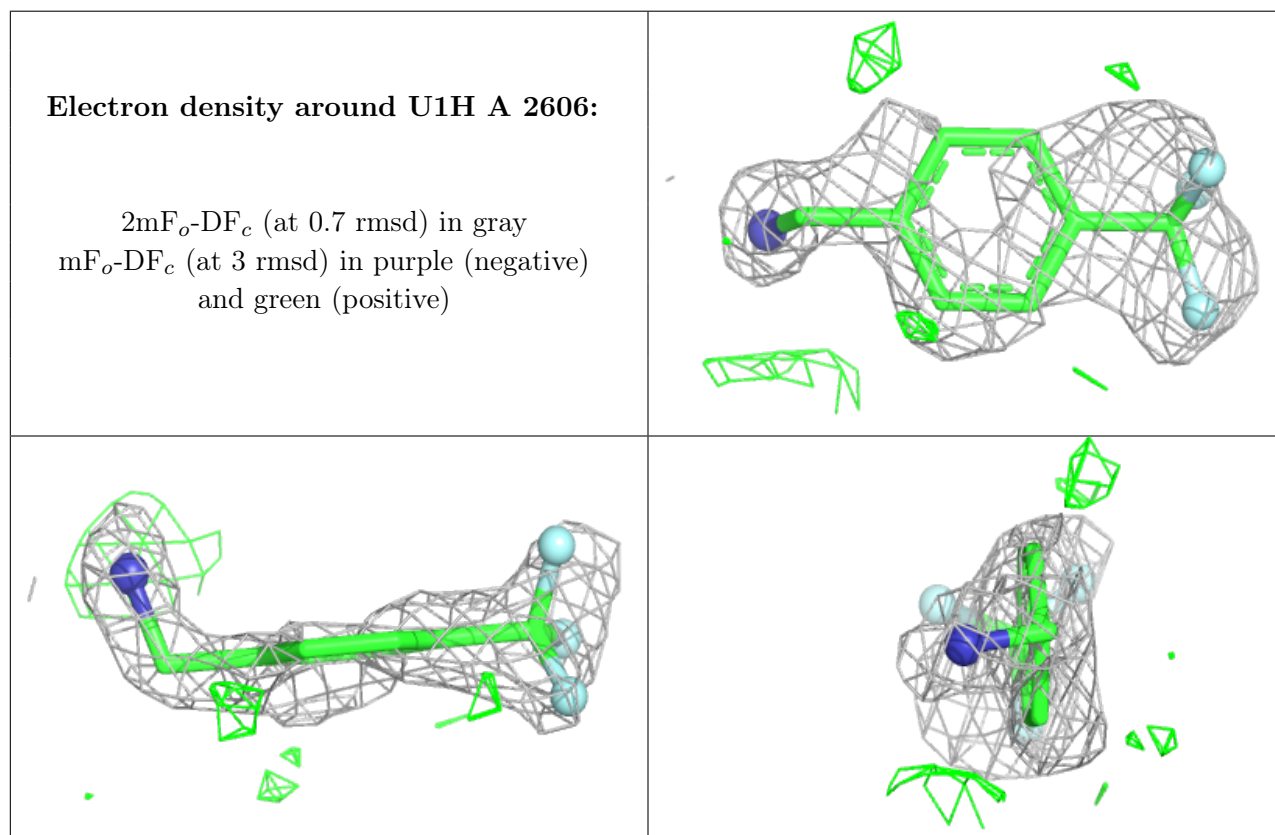 Electron density around U1H A 2606:
2mFo-DFc (at 0.7 rmsd) in gray
mFo-DFc (at 3 rmsd) in purple (negative)
and green (positive)